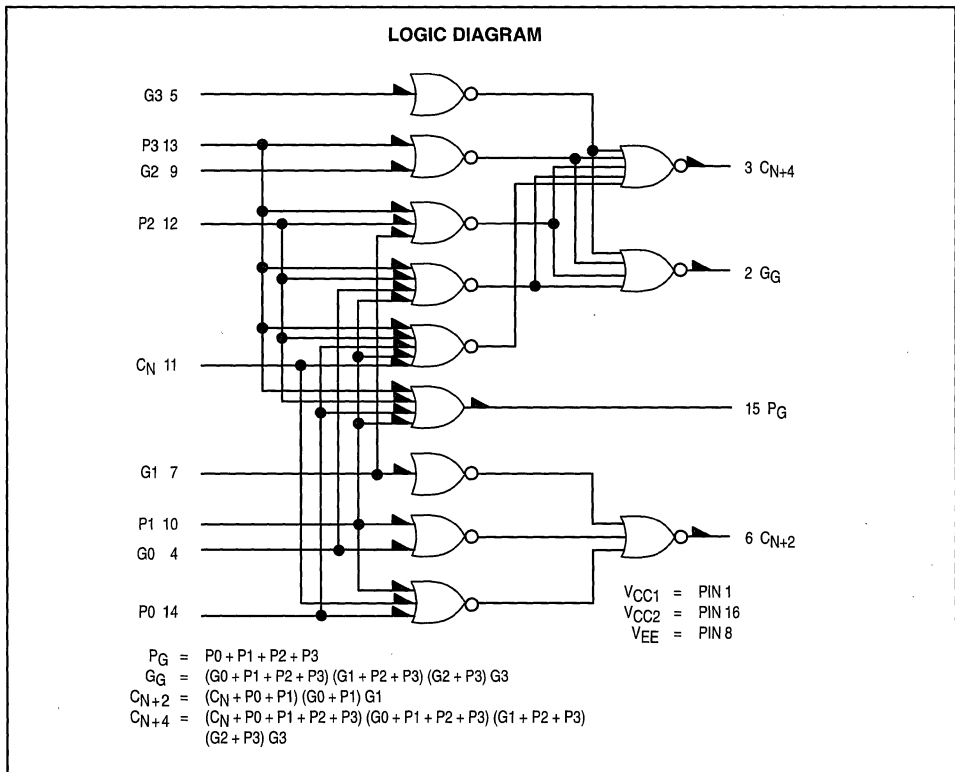 LOGIC DIAGRAM
G3 5
P3 13
G2 9
P2 12
CN 11
G1 7
P1 10
G0 4
P0 14
3 CN+4
2 GG
15 PG
6 CN+2
VCC1 = PIN 1
VCC2 = PIN 16
VEE = PIN 8
PG = P0 + P1 + P2 + P3
GG = (G0 + P1 + P2 + P3) (G1 + P2 + P3) (G2 + P3) G3
CN+2 = (CN + P0 + P1) (G0 + P1) G1
CN+4 = (CN + P0 + P1 + P2 + P3) (G0 + P1 + P2 + P3) (G1 + P2 + P3)
(G2 + P3) G3